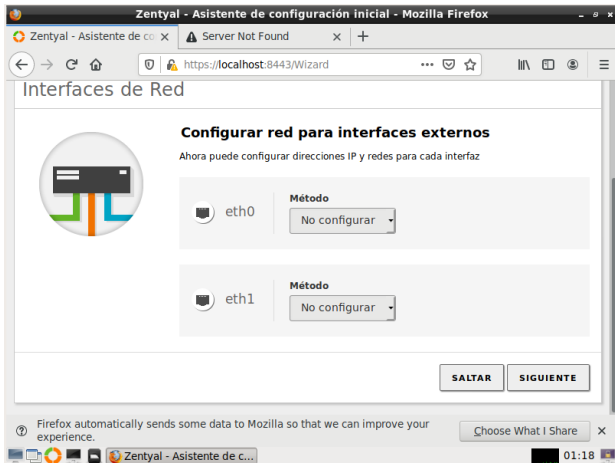 Zentyal - Asistente de configuración inicial - Mozilla Firefox
Zentyal - Asistente de co
Server Not Found
https://localhost:8443/Wizard
Interfaces de Red
Configurar red para interfaces externos
Ahora puede configurar direcciones IP y redes para cada interfaz
eth0
Método
No configurar
eth1
Método
No configurar
SALTAR
SIGUIENTE
Firefox automatically sends some data to Mozilla so that we can improve your
experience.
Choose What I Share
Zentyal - Asistente de c...
01:18